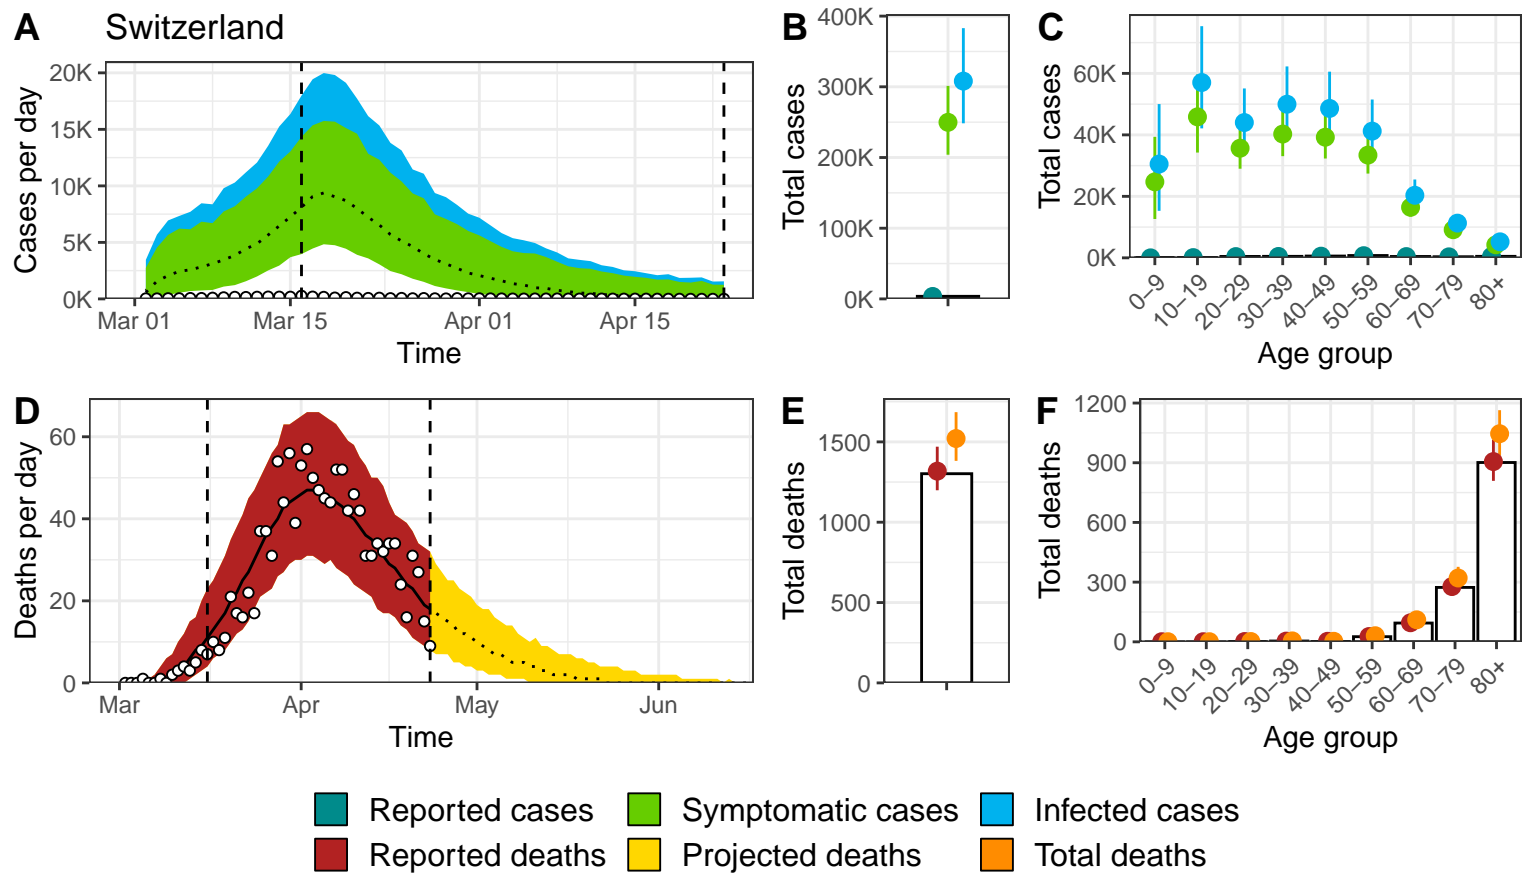 A Switzerland
Cases per day
20K
15K
10K
5K
0K
Mar 01 Mar 15 Apr 01 Apr 15
Time
B
Total cases
400K
300K
200K
100K
0K
C
Total cases
60K
40K
20K
0K
0–9 10–19 20–29 30–39 40–49 50–59 60–69 70–79 80+
Age group
D
Deaths per day
60
40
20
0
Mar Apr May Jun
Time
E
Total deaths
1500
1000
500
0
F
Total deaths
1200
900
600
300
0
0–9 10–19 20–29 30–39 40–49 50–59 60–69 70–79 80+
Age group
Reported cases Symptomatic cases Infected cases
Reported deaths Projected deaths Total deaths